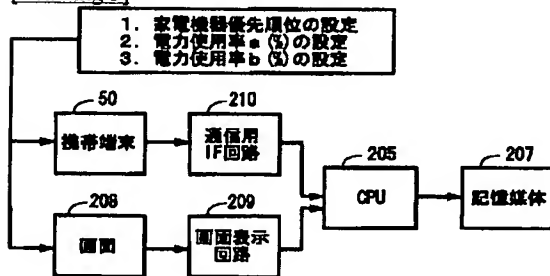 1. 家電機器優先順位の設定
2. 電力使用率a(%)の設定
3. 電力使用率b(%)の設定
50
210
携帯端末
通信用
IF回路
205
207
CPU
記憶媒体
208
209
画面
画面表示
回路